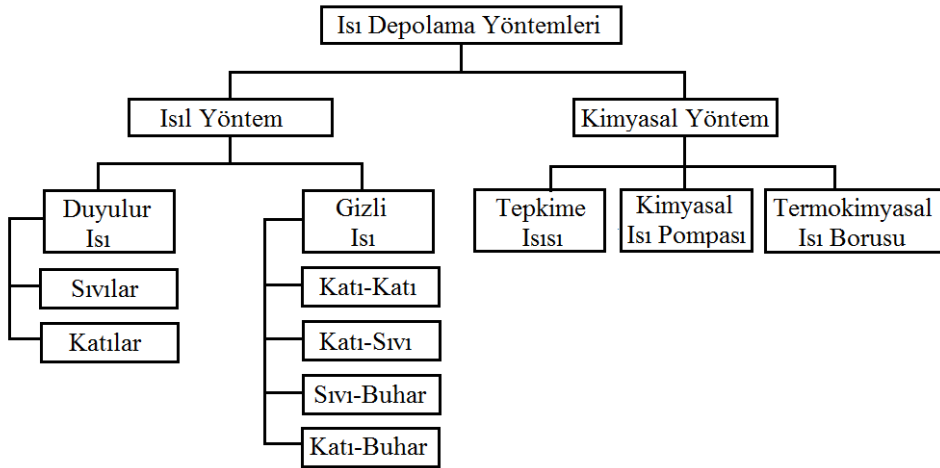 Isı Depolama Yöntemleri
Isıl Yöntem
Kimyasal Yöntem
Duyulur
Isı
Sıvılar
Katılar
Gizli
Isı
Katı-Katı
Katı-Sıvı
Sıvı-Buhar
Katı-Buhar
Tepkime
Isısı
Kimyasal
Isı Pompası
Termokimyasal
Isı Borusu